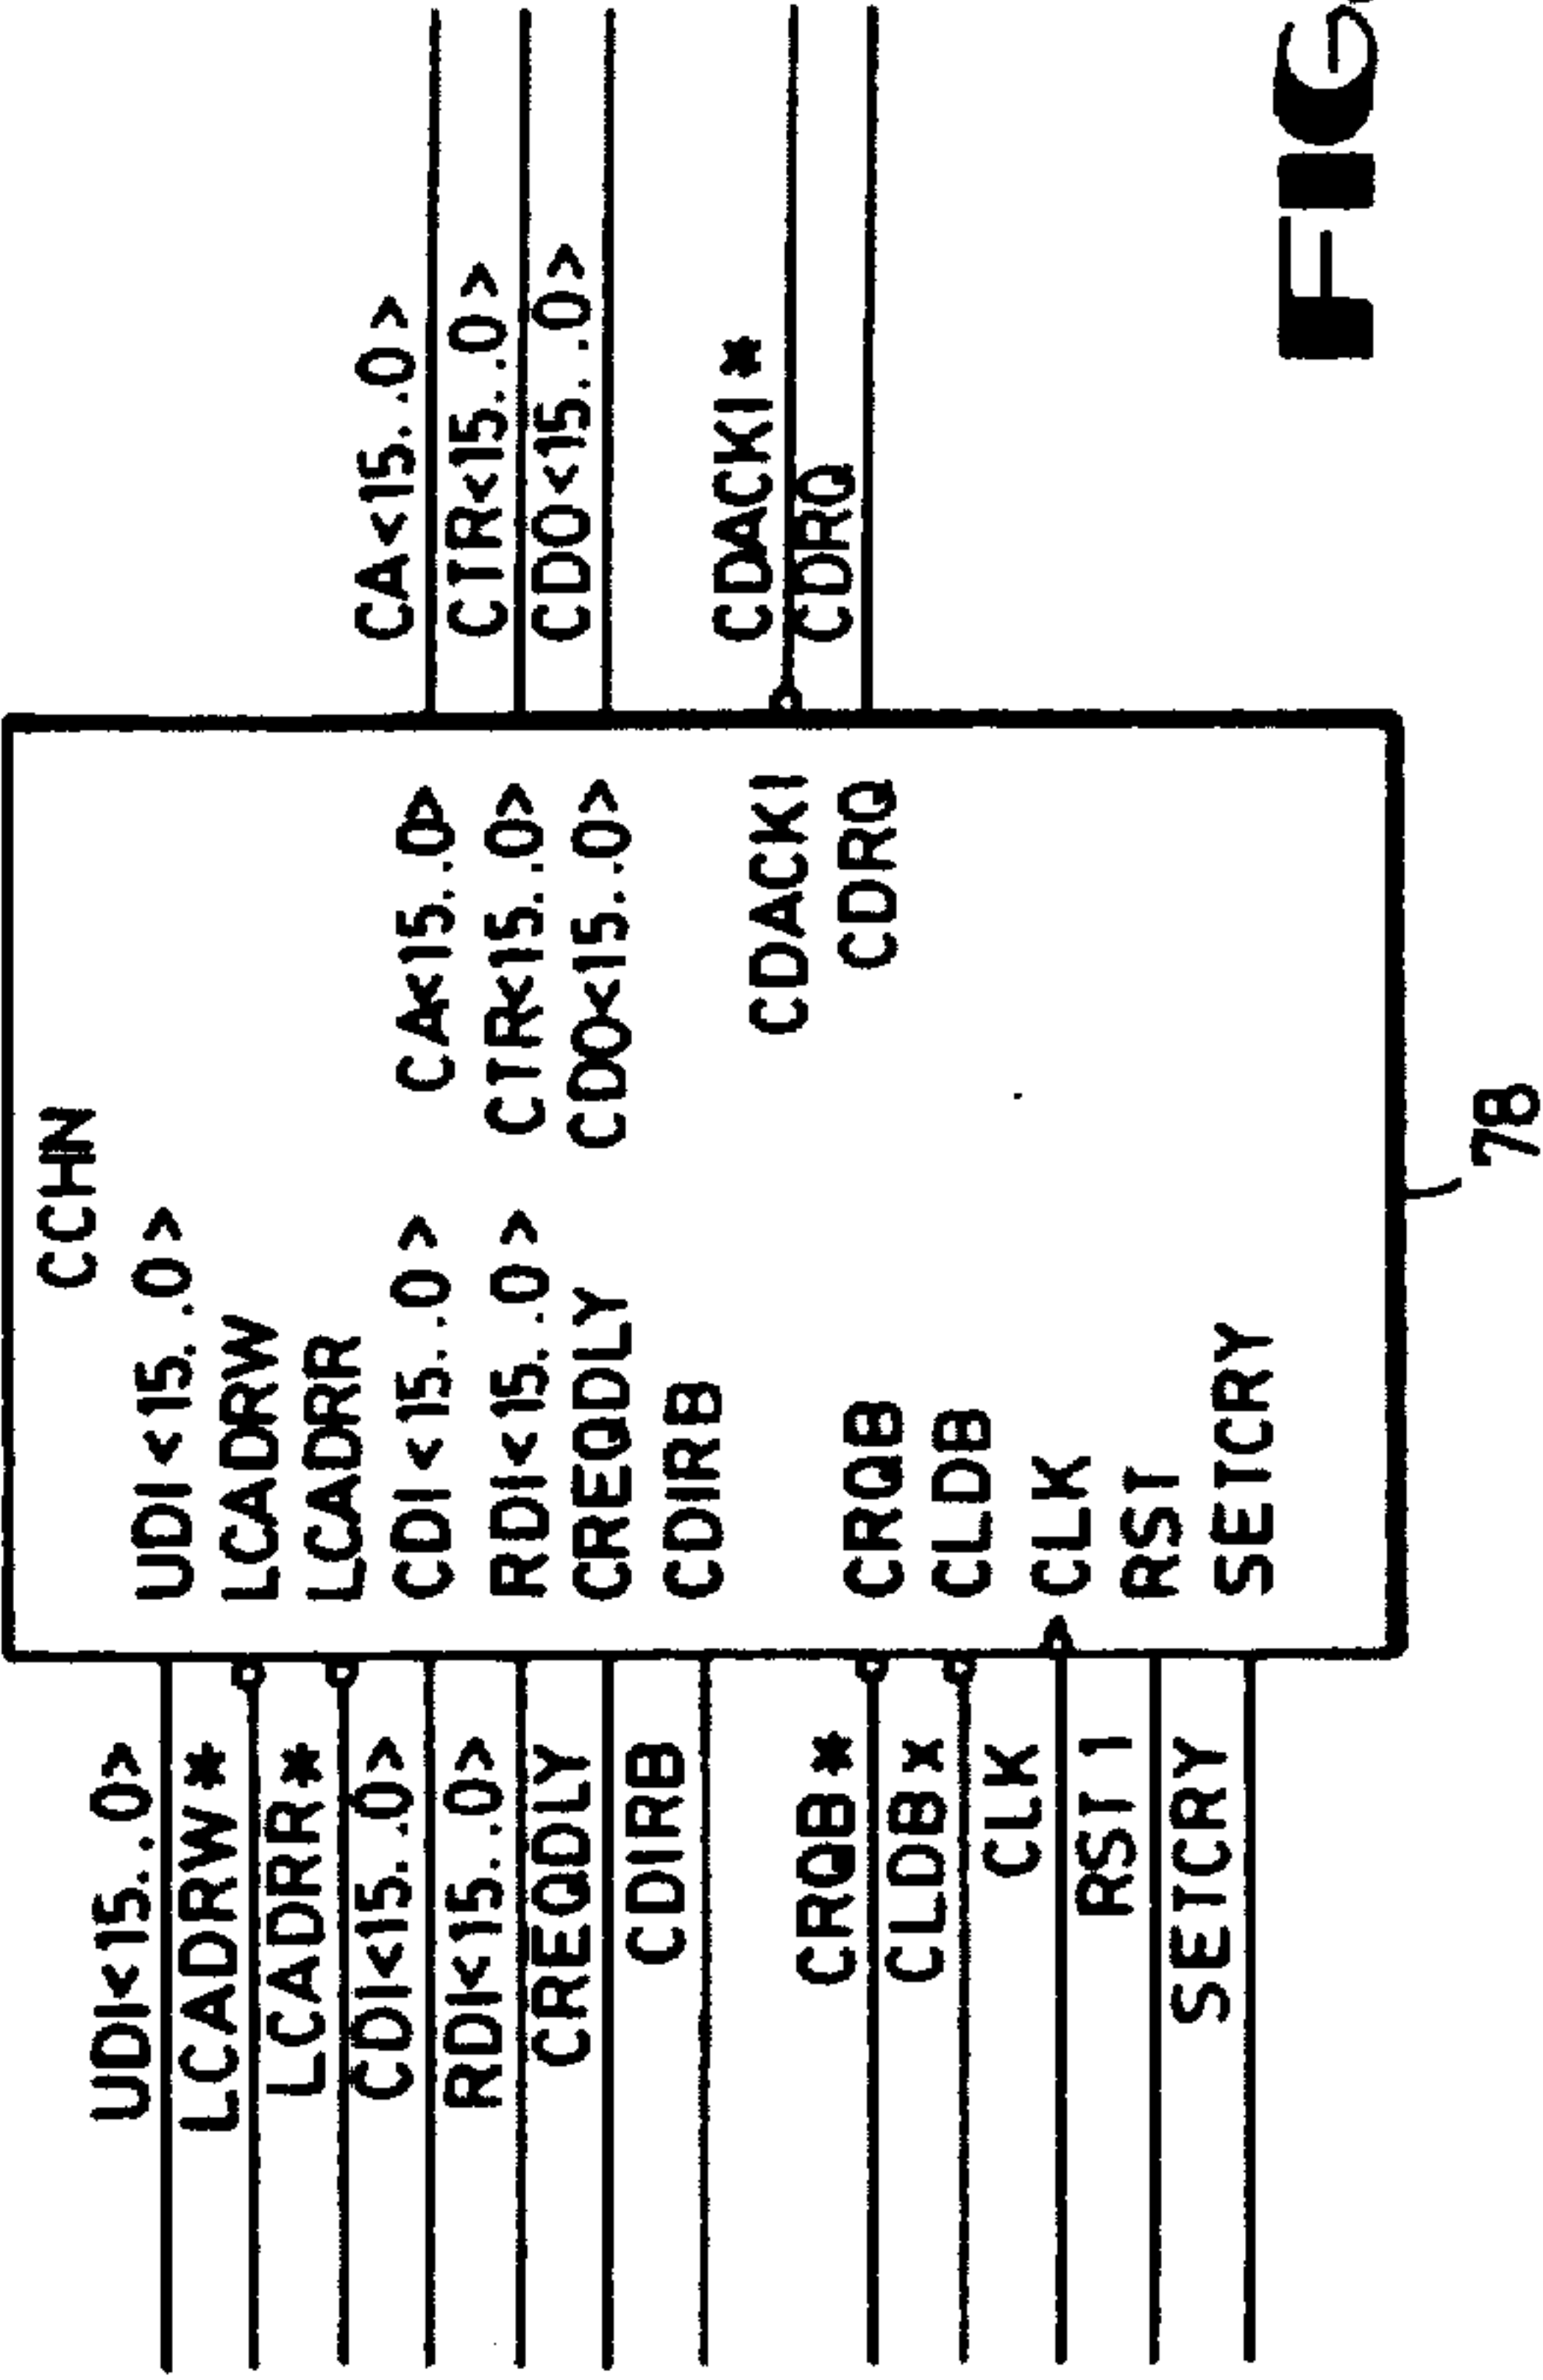 CCHN
UDI<15..0> UDI<15..0>
LCADRW* LCADRW
LCADRR* LCADRR
CDI<15..0> CDI<15..0> CA<15..0> CA<15..0>
RDI<15..0> RDI<15..0> CTR<15..0> CTR<15..0>
CREQDLY CREQDLY CDO<15..0> CDO<15..0>
CDIRB CDIRB
CDACKI CDACKI*
CRQB* CRQB CDRQ CDRQ
CLDB* CLDB
CLK CLK
RST1 RST
SETCRY SETCRY
78
FIG